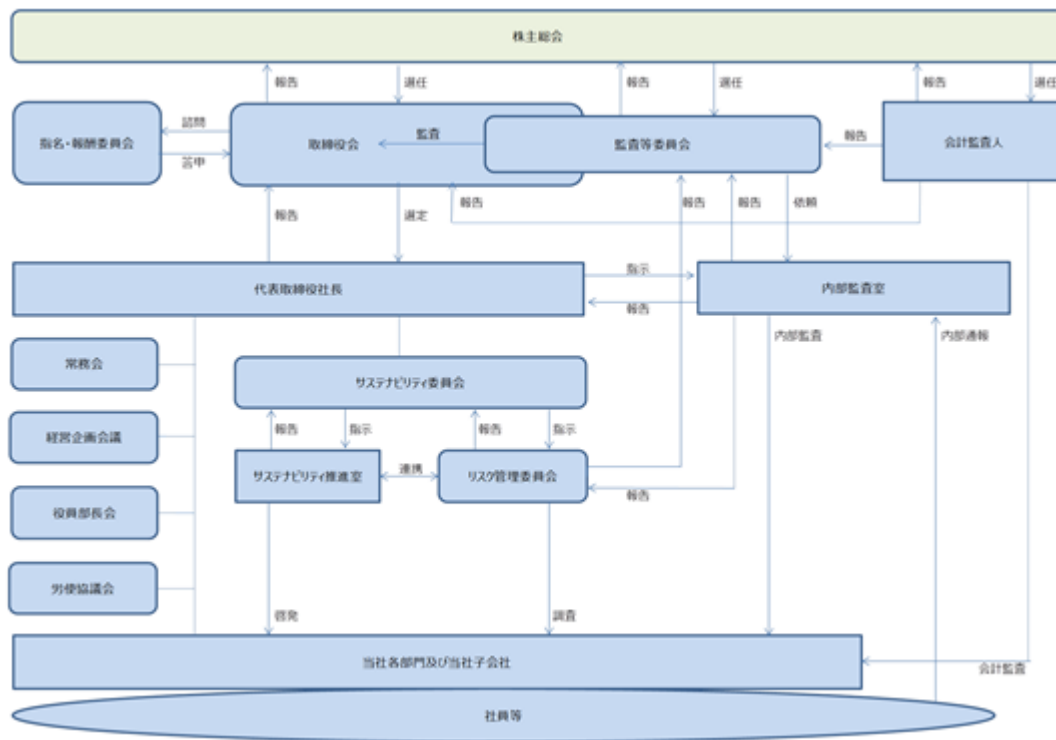 株主総会
報告
選任
報告
選任
報告
選任
指名・報酬委員会
諮問
答申
取締役会
監査
監査等委員会
報告
会計監査人
報告
選定
報告
報告
報告
依頼
代表取締役社長
指示
報告
内部監査室
内部監査
内部通報
常務会
サステナビリティ委員会
経営企画会議
報告
指示
報告
指示
サステナビリティ推進室
連携
リスク管理委員会
報告
役員部長会
労使協議会
啓発
調査
当社各部門及び当社子会社
会計監査
社員等